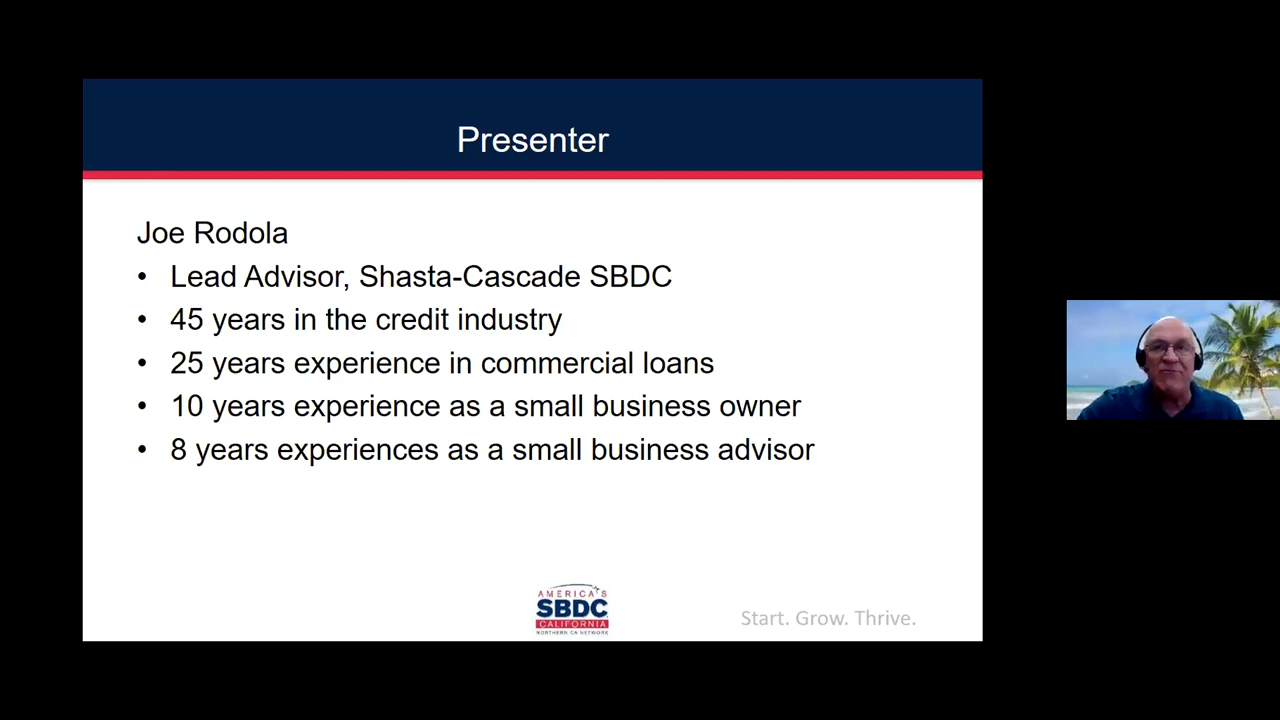 Presenter
Joe Rodola
• Lead Advisor, Shasta-Cascade SBDC
• 45 years in the credit industry
• 25 years experience in commercial loans
• 10 years experience as a small business owner
• 8 years experiences as a small business advisor
AMERICA'S
SBDC
CALIFORNIA
NORTHERN CA NETWORK
Start. Grow. Thrive.